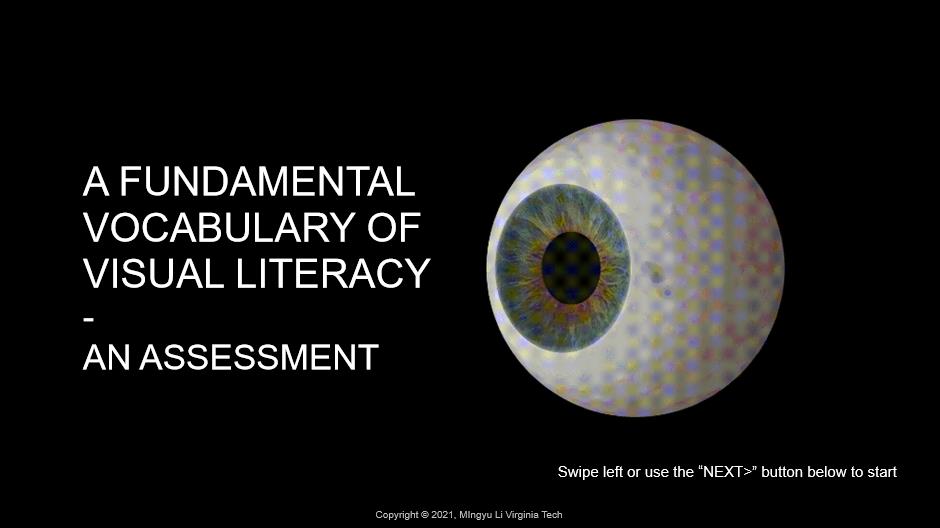 A FUNDAMENTAL
VOCABULARY OF
VISUAL LITERACY
-
AN ASSESSMENT
Swipe left or use the “NEXT>” button below to start
Copyright © 2021, MIngyu Li Virginia Tech